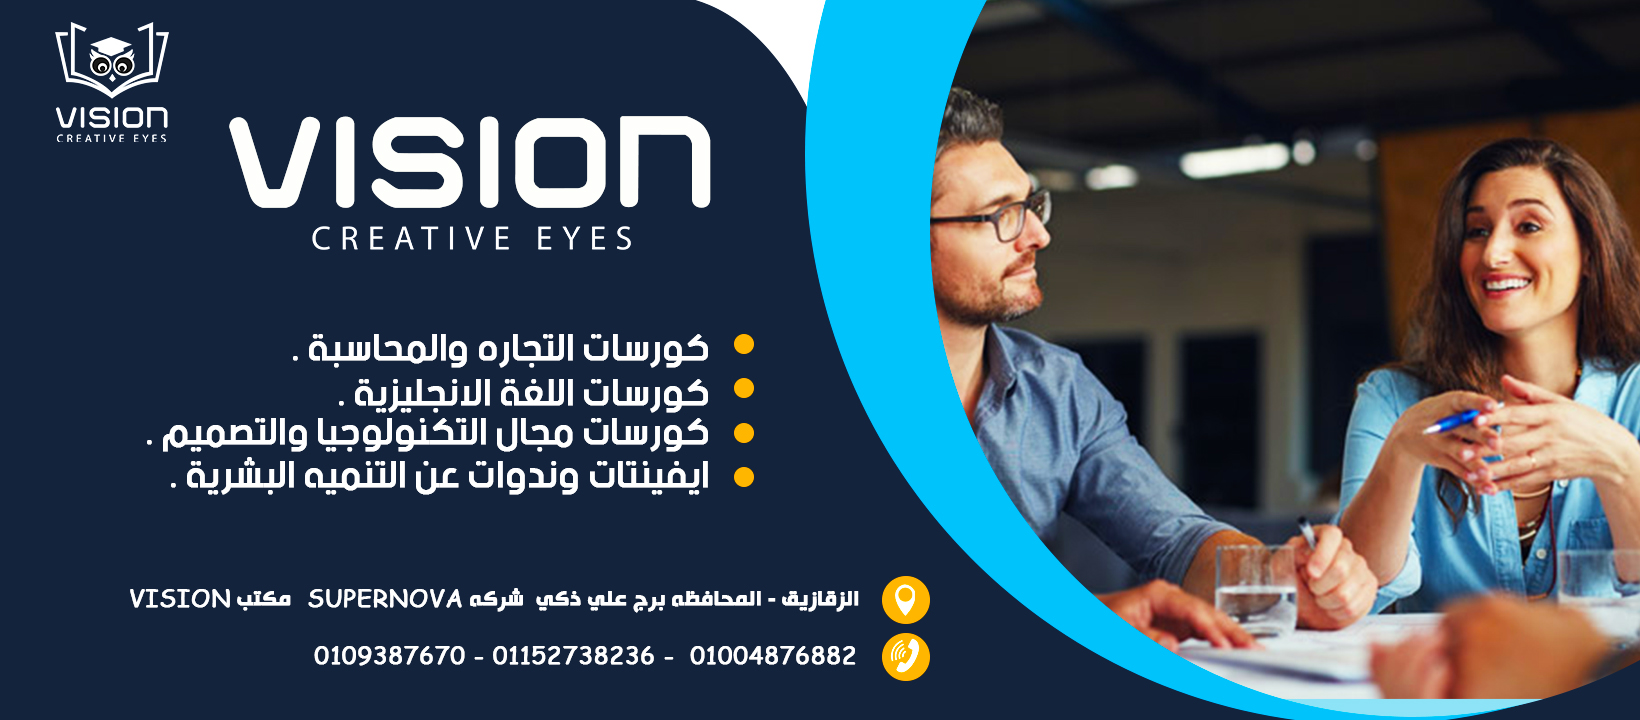 VISION
CREATIVE EYES
VISION
CREATIVE EYES
كورسات التجاره والمحاسبة .
كورسات اللغة الانجليزية .
كورسات مجال التكنولوجيا والتصميم .
ايفينتات وندوات عن التنميه البشرية .
الزقازيق - المحافظه برج علي ذكي شركه SUPERNOVA مكتب VISION
0109387670 - 01152738236 - 01004876882